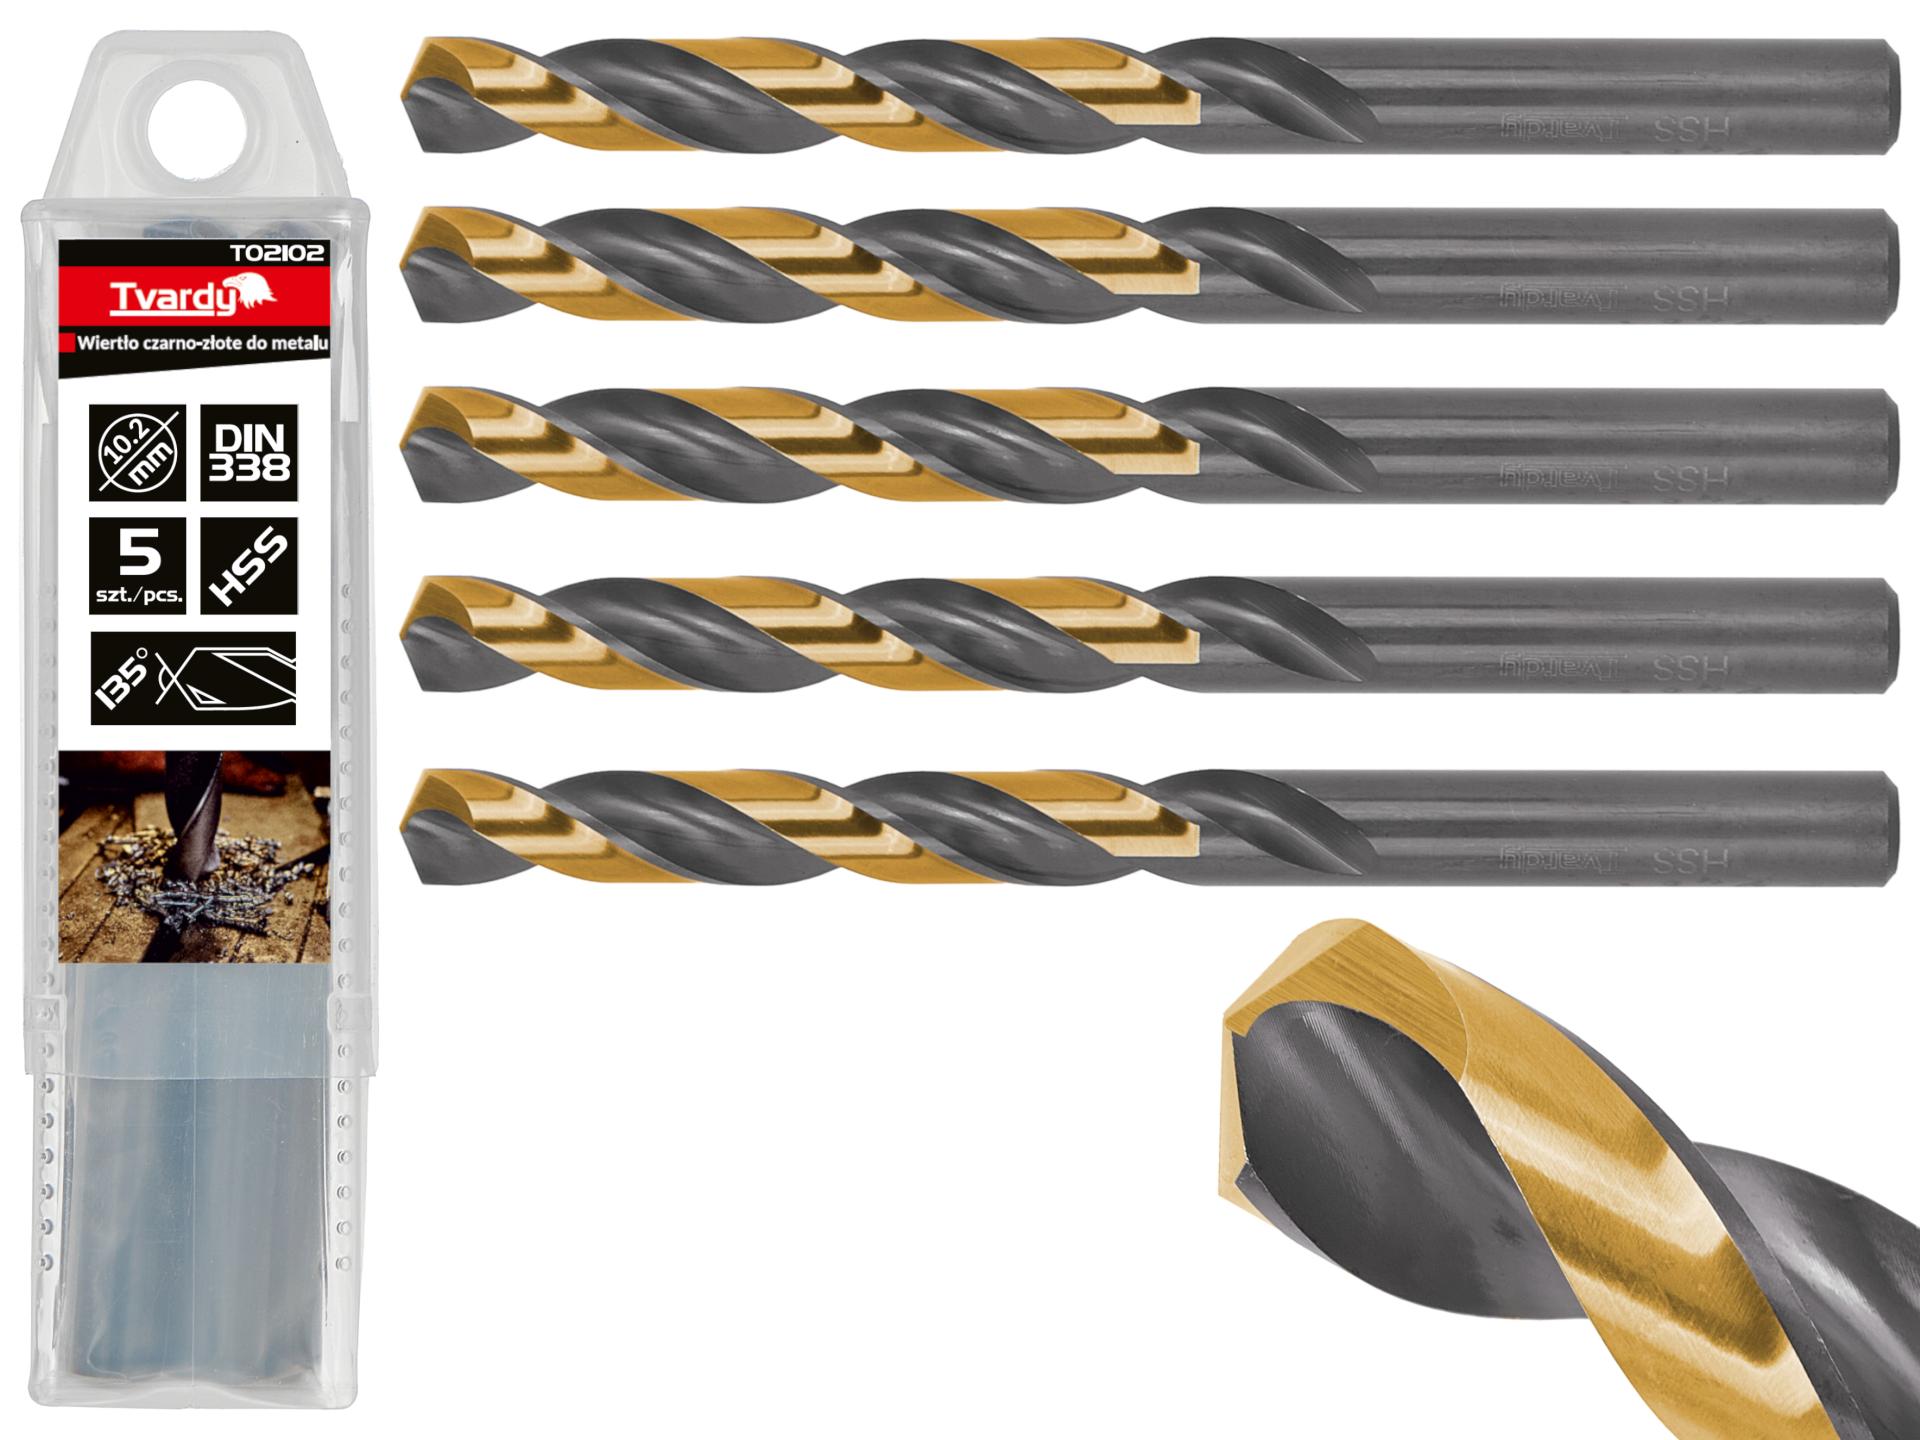 T02102
Tvardy
Wiertło czarno-złote do metalu
10.2
mm
DIN
338
5
szt./pcs.
HSS
135°
HSS Tvardy
HSS Tvardy
HSS Tvardy
HSS Tvardy
HSS Tvardy